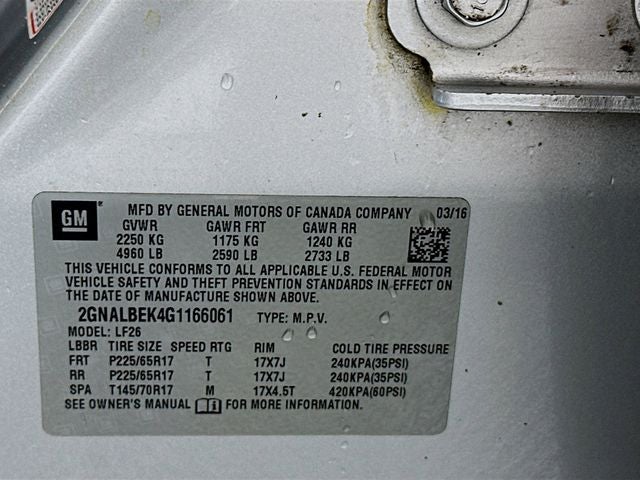 GM
MFD BY GENERAL MOTORS OF CANADA COMPANY 03/16
GVWR GAWR FRT GAWR RR
2250 KG 1175 KG 1240 KG
4960 LB 2590 LB 2733 LB
THIS VEHICLE CONFORMS TO ALL APPLICABLE U.S. FEDERAL MOTOR
VEHICLE SAFETY AND THEFT PREVENTION STANDARDS IN EFFECT ON
THE DATE OF MANUFACTURE SHOWN ABOVE.
2GNALBEK4G1166061 TYPE: M.P.V.
MODEL: LF26
LBBR TIRE SIZE SPEED RTG RIM COLD TIRE PRESSURE
FRT P225/65R17 T 17X7J 240KPA(35PSI)
RR P225/65R17 T 17X7J 240KPA(35PSI)
SPA T145/70R17 M 17X4.5T 420KPA(60PSI)
SEE OWNER'S MANUAL FOR MORE INFORMATION.